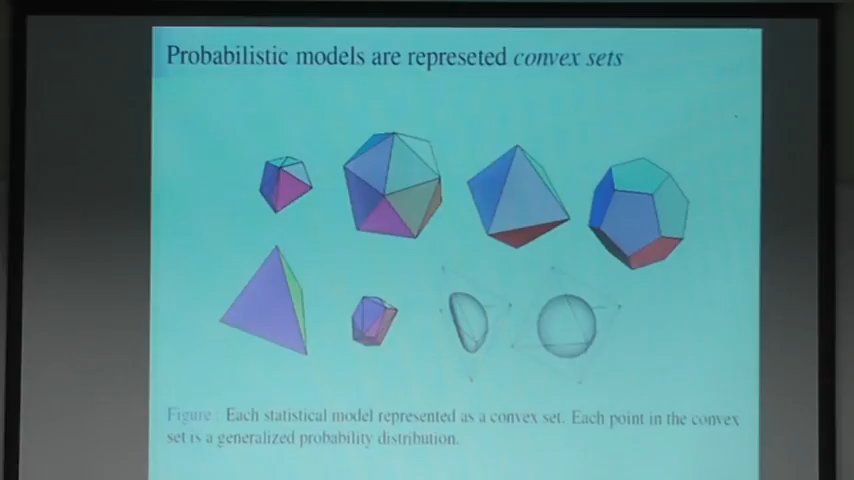 Probabilistic models are represeted convex sets
Figure : Each statistical model represented as a convex set. Each point in the convex
set is a generalized probability distribution.